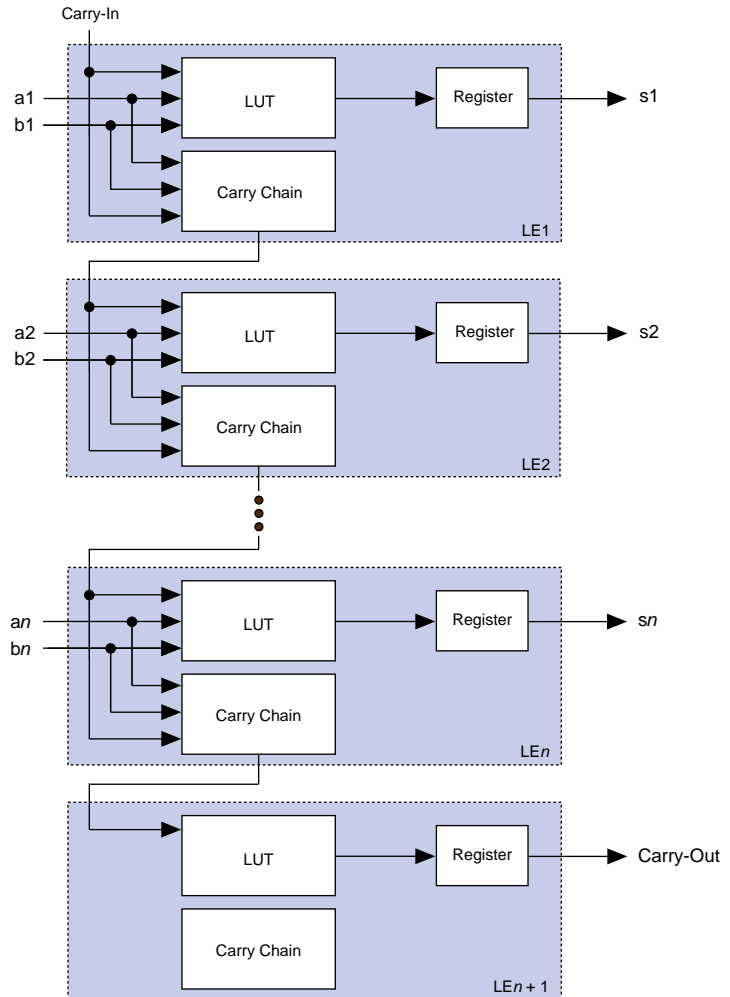 Carry-In
a1
b1
LUT
Register
s1
Carry Chain
LE1
a2
b2
LUT
Register
s2
Carry Chain
LE2
an
bn
LUT
Register
sn
Carry Chain
LEn
LUT
Register
Carry-Out
Carry Chain
LEn + 1